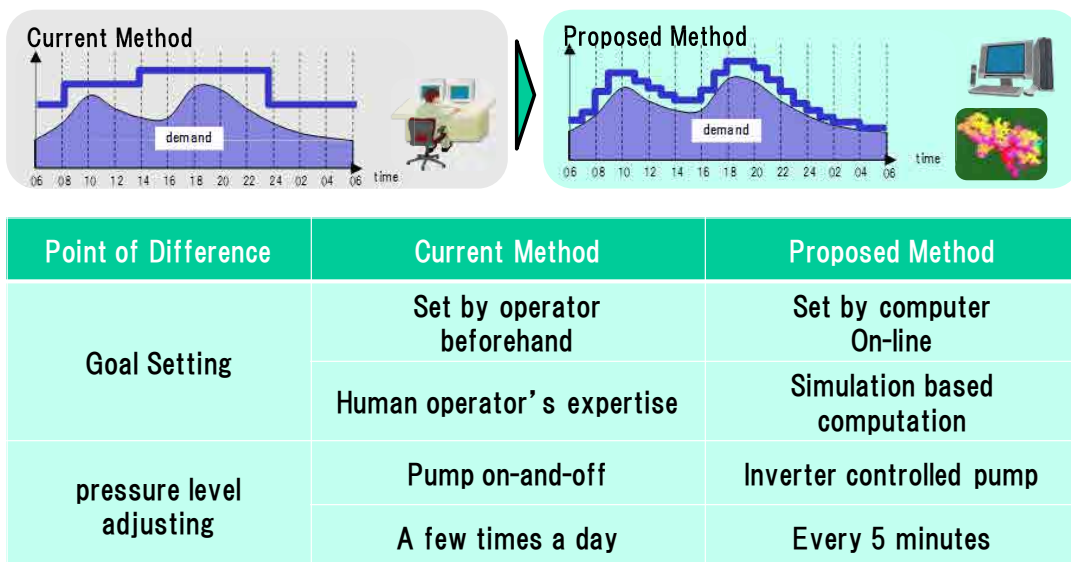 Current Method
demand
06 08 10 12 14 16 18 20 22 24 02 04 06
time
Proposed Method
demand
06 08 10 12 14 16 18 20 22 24 02 04 06
time
Point of Difference
Current Method
Proposed Method
Goal Setting
Set by operator
beforehand
Set by computer
On-line
Human operator’s expertise
Simulation based
computation
pressure level
adjusting
Pump on-and-off
Inverter controlled pump
A few times a day
Every 5 minutes